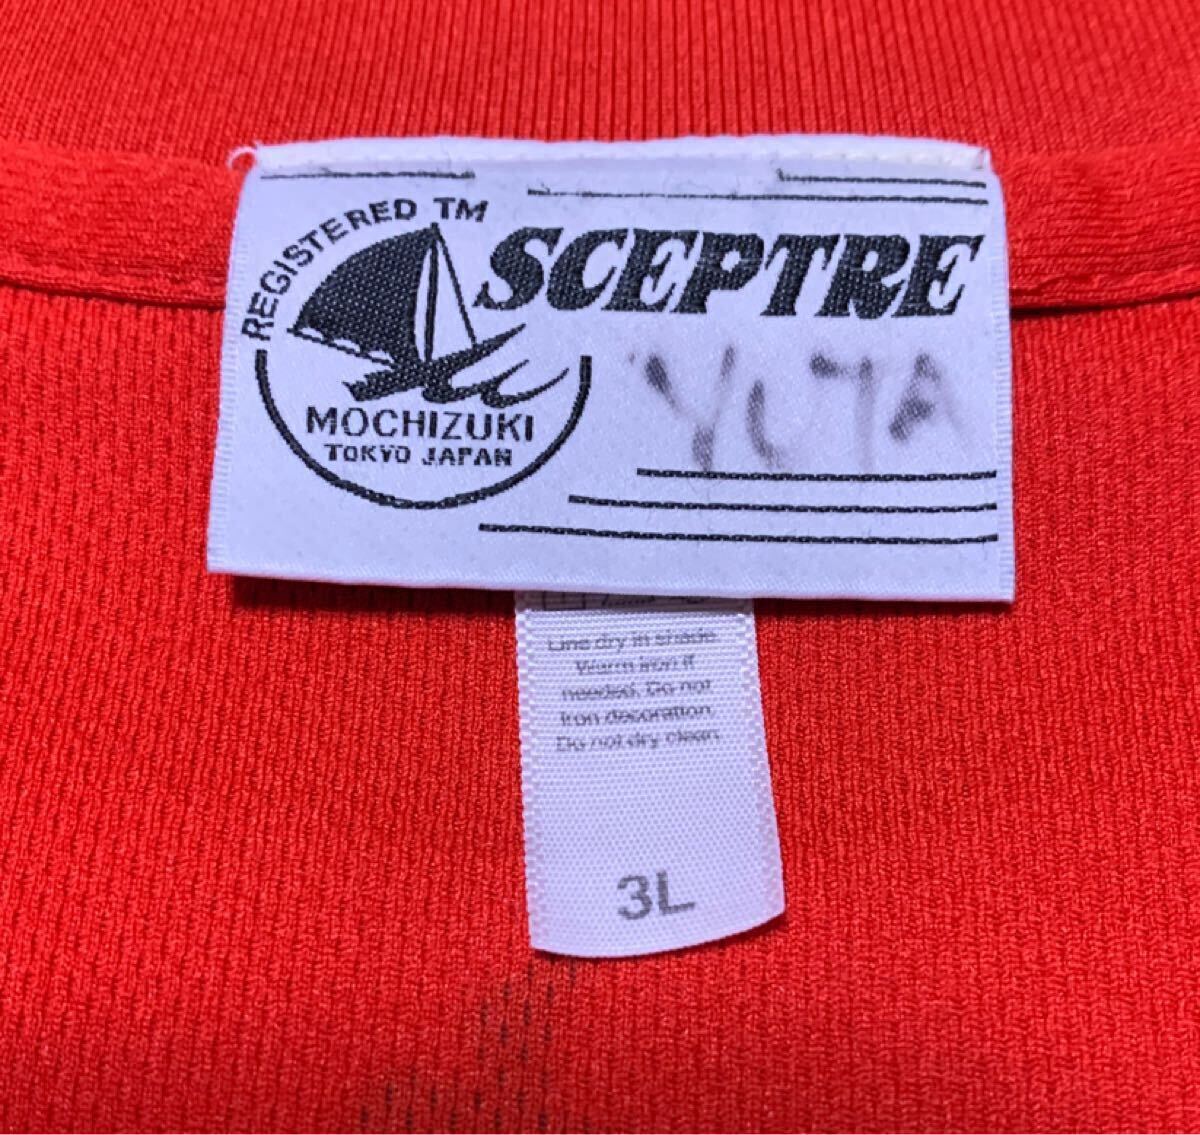 REGISTERED TM
SCEPTRE
YUTA
MOCHIZUKI
TOKYO JAPAN
Line dry in shade.
Warm iron if
needed. Do not
iron decoration.
Do not dry clean.
3L